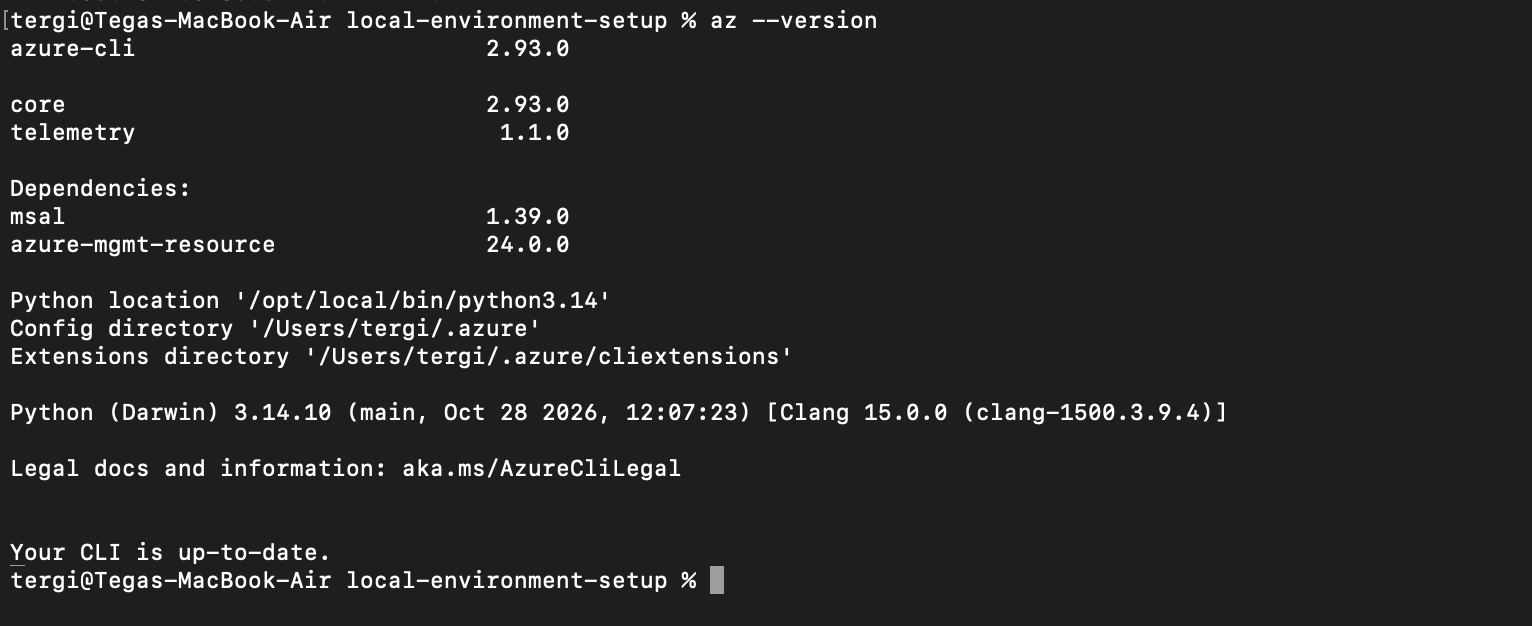 [tergi@Tegas-MacBook-Air local-environment-setup % az --version
azure-cli                                  2.93.0
core                                       2.93.0
telemetry                                   1.1.0
Dependencies:
msal                                       1.39.0
azure-mgmt-resource                        24.0.0
Python location '/opt/local/bin/python3.14'
Config directory '/Users/tergi/.azure'
Extensions directory '/Users/tergi/.azure/cliextensions'
Python (Darwin) 3.14.10 (main, Oct 28 2026, 12:07:23) [Clang 15.0.0 (clang-1500.3.9.4)]
Legal docs and information: aka.ms/AzureCliLegal
Your CLI is up-to-date.
tergi@Tegas-MacBook-Air local-environment-setup %